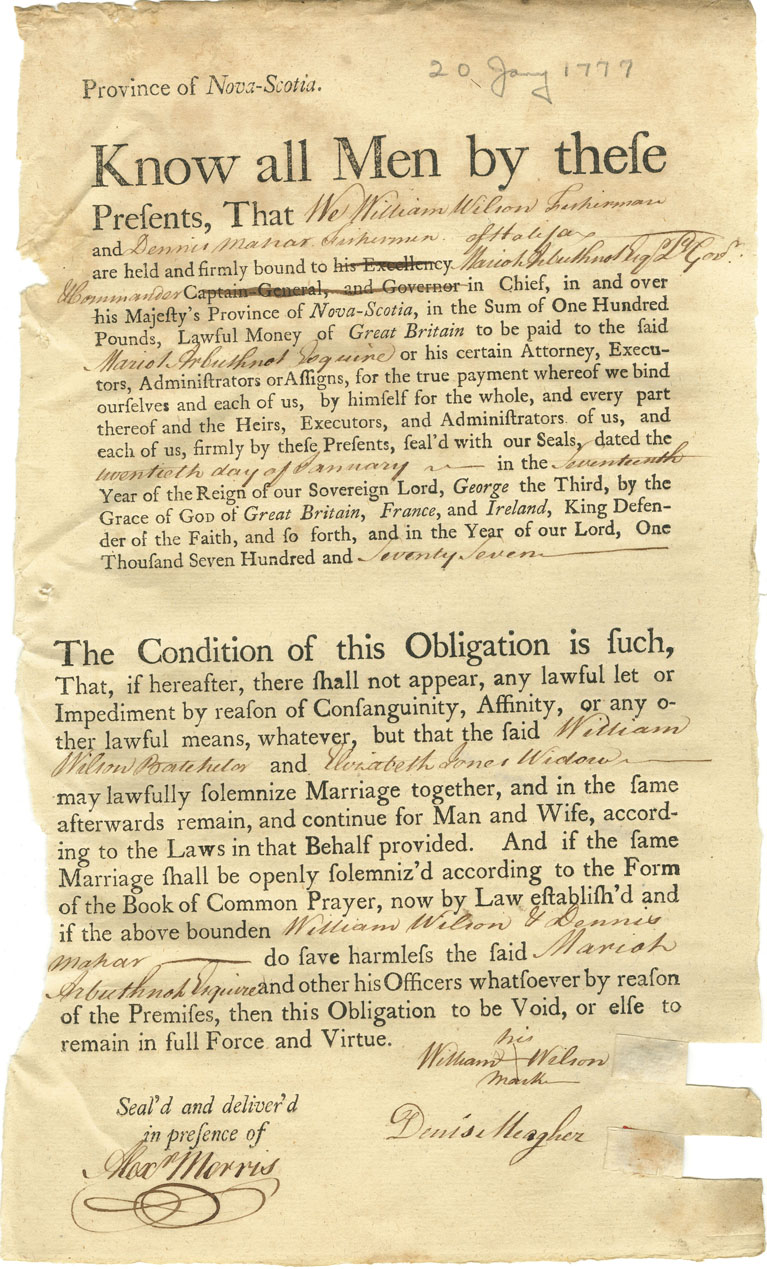 20 Jany 1777
Province of Nova-Scotia.
Know all Men by theſe
Preſents, That We William Wilson Fisherman
and Dennis Mahar Fishermen of Halifax
are held and firmly bound to his Excellency Mariot Arbuthnot Esqr. Lt. Govr.
& Commander Captain-General, and Governor in Chief, in and over
his Majeſty's Province of Nova-Scotia, in the Sum of One Hundred
Pounds, Lawful Money of Great Britain to be paid to the ſaid
Mariot Arbuthnot Esquire or his certain Attorney, Execu-
tors, Adminiſtrators orAſſigns, for the true payment whereof we bind
ourſelves and each of us, by himſelf for the whole, and every part
thereof and the Heirs, Executors, and Adminiſtrators of us, and
each of us, firmly by theſe Preſents, ſeal'd with our Seals, dated the
twentieth day of January in the Seventeenth
Year of the Reign of our Sovereign Lord, George the Third, by the
Grace of GOD of Great Britain, France, and Ireland, King Defen-
der of the Faith, and ſo forth, and in the Year of our Lord, One
Thouſand Seven Hundred and Seventy Seven
The Condition of this Obligation is ſuch,
That, if hereafter, there ſhall not appear, any lawful let or
Impediment by reaſon of Conſanguinity, Affinity, or any o-
ther lawful means, whatever, but that the ſaid William
Wilson Batchelor and Elizabeth Jones Widow
may lawfully ſolemnize Marriage together, and in the ſame
afterwards remain, and continue for Man and Wife, accord-
ing to the Laws in that Behalf provided. And if the ſame
Marriage ſhall be openly ſolemniz'd according to the Form
of the Book of Common Prayer, now by Law eſtabliſh'd and
if the above bounden William Wilson & Dennis
Mahar do ſave harmleſs the ſaid Mariot
Arbuthnot Esquire and other his Officers whatſoever by reaſon
of the Premiſes, then this Obligation to be Void, or elſe to
remain in full Force and Virtue.
his
William Wilson
mark
Seal'd and deliver'd
in preſence of
Denis Meagher
Alexr Morris